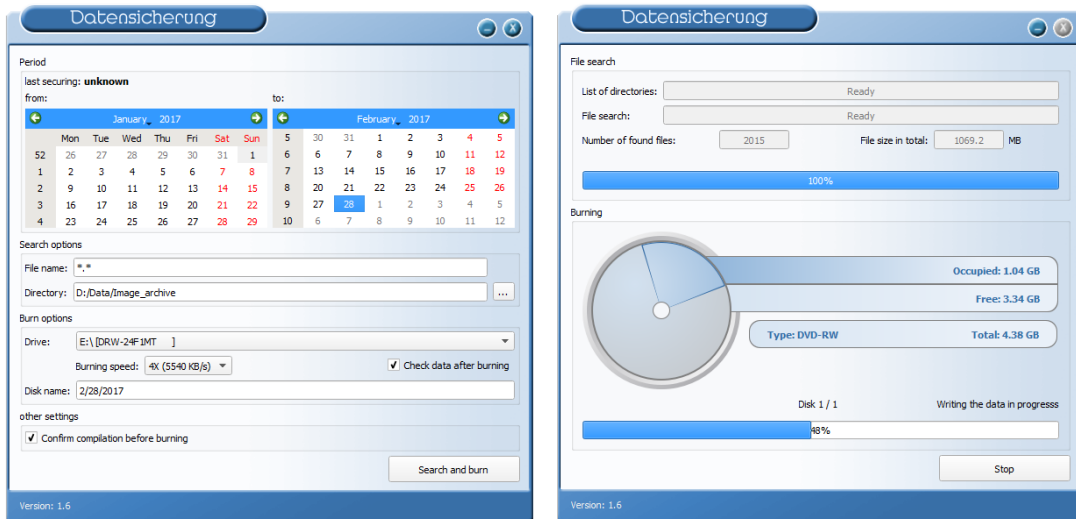 Datensicherung
Period
last securing: unknown
from: to:
January, 2017
Mon Tue Wed Thu Fri Sat Sun
52 26 27 28 29 30 31 1
1 2 3 4 5 6 7 8
2 9 10 11 12 13 14 15
3 16 17 18 19 20 21 22
4 23 24 25 26 27 28 29
February, 2017
5 30 31 1 2 3 4 5
6 6 7 8 9 10 11 12
7 13 14 15 16 17 18 19
8 20 21 22 23 24 25 26
9 27 28 1 2 3 4 5
10 6 7 8 9 10 11 12
Search options
File name: *.*
Directory: D:/Data/Image_archive ...
Burn options
Drive: E:\ [DRW-24F1MT ]
Burning speed: 4X (5540 KB/s) Check data after burning
Disk name: 2/28/2017
other settings
Confirm compilation before burning
Search and burn
Version: 1.6
Datensicherung
File search
List of directories: Ready
File search: Ready
Number of found files: 2015 File size in total: 1069.2 MB
100%
Burning
Occupied: 1.04 GB
Free: 3.34 GB
Type: DVD-RW Total: 4.38 GB
Disk 1 / 1 Writing the data in progresss
48%
Stop
Version: 1.6